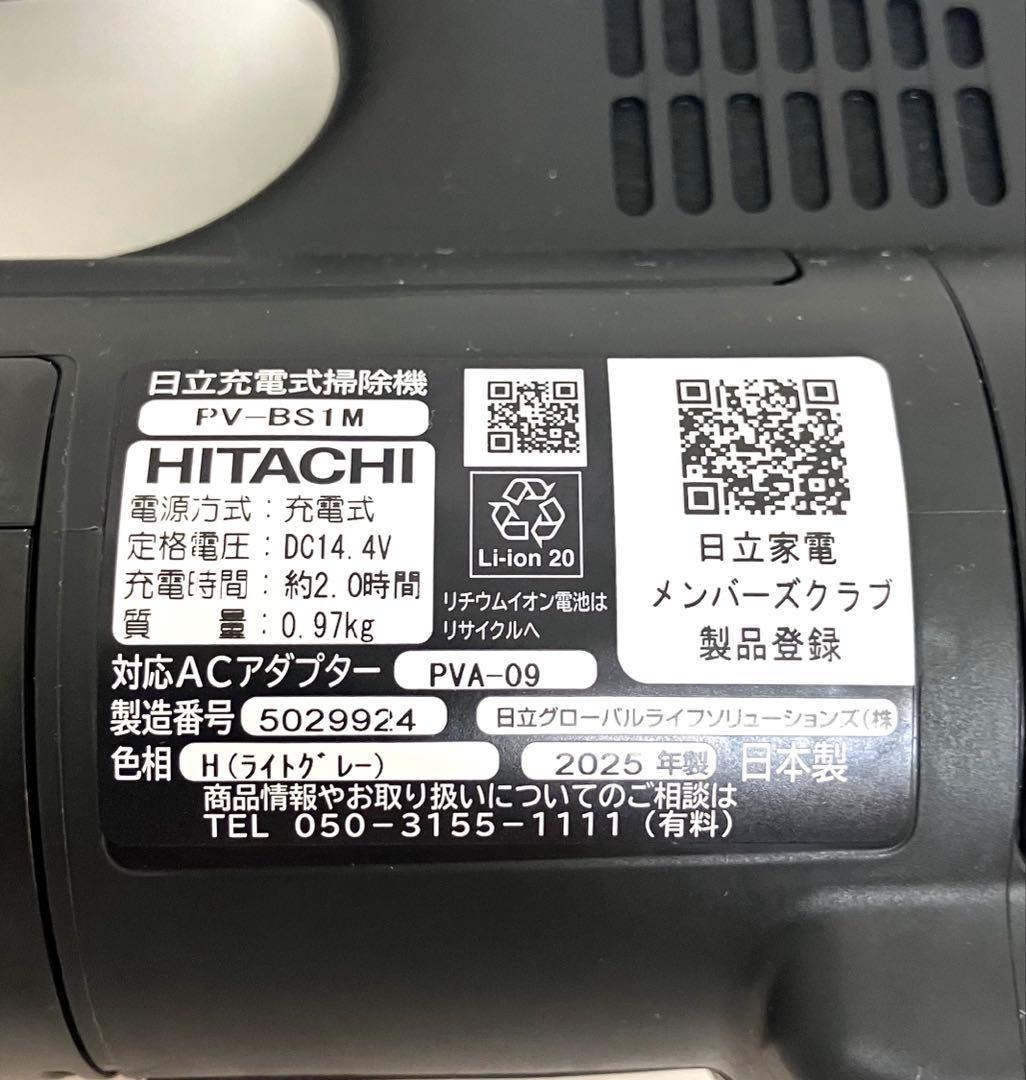 日立充電式掃除機
PV-BS1M
HITACHI
電源方式：充電式
定格電圧：DC14.4V
充電時間：約2.0時間
質　　量：0.97kg
Li-ion 20
リチウムイオン電池は
リサイクルへ
日立家電
メンバーズクラブ
製品登録
対応ACアダプター PVA-09
製造番号 5029924 日立グローバルライフソリューションズ(株
色相 H(ライトグレー) 2025 年製 日本製
商品情報やお取り扱いについてのご相談は
TEL 050-3155-1111（有料）